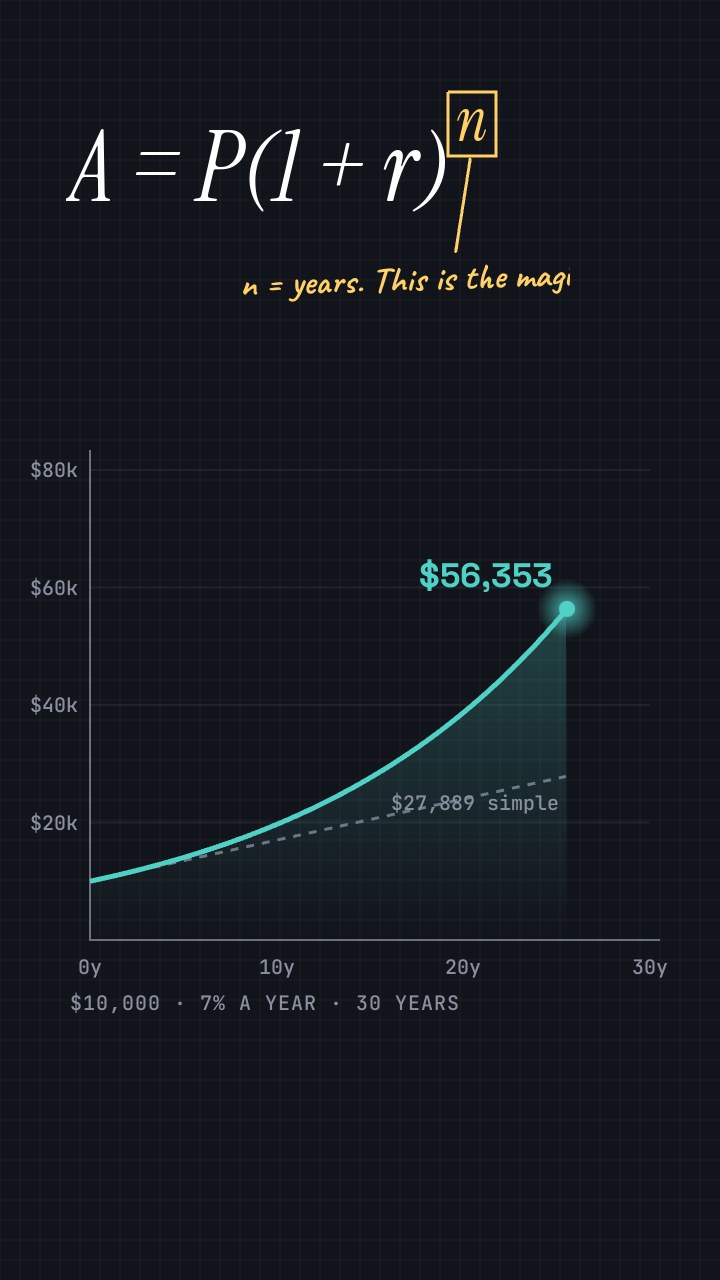 A = P(1 + r)ⁿ
n = years. This is the mag
$80k
$56,353
$60k
$40k
$27,889 simple
$20k
0y 10y 20y 30y
$10,000 · 7% A YEAR · 30 YEARS